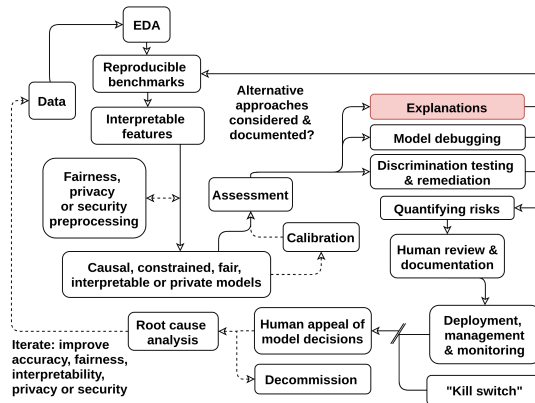 EDA
Reproducible
benchmarks
Data
Interpretable
features
Alternative
approaches
considered &
documented?
Explanations
Model debugging
Discrimination testing
& remediation
Fairness,
privacy
or security
preprocessing
Assessment
Quantifying risks
Calibration
Human review &
documentation
Causal, constrained, fair,
interpretable or private models
Root cause
analysis
Human appeal of
model decisions
Deployment,
management
& monitoring
Iterate: improve
accuracy, fairness,
interpretability,
privacy or security
Decommission
"Kill switch"